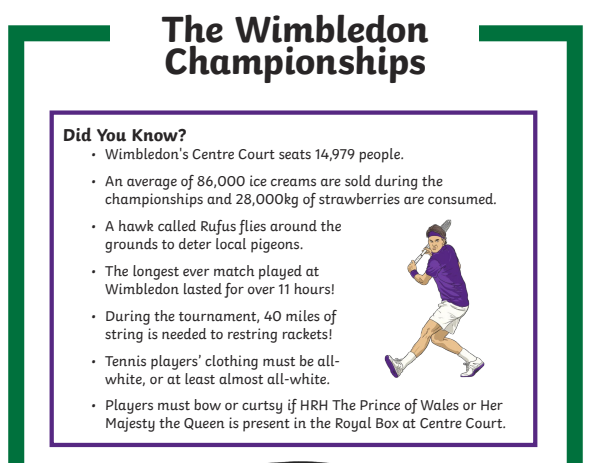 The Wimbledon
Championships
Did You Know?
• Wimbledon's Centre Court seats 14,979 people.
• An average of 86,000 ice creams are sold during the
championships and 28,000kg of strawberries are consumed.
• A hawk called Rufus flies around the
grounds to deter local pigeons.
• The longest ever match played at
Wimbledon lasted for over 11 hours!
• During the tournament, 40 miles of
string is needed to restring rackets!
• Tennis players' clothing must be all-
white, or at least almost all-white.
• Players must bow or curtsy if HRH The Prince of Wales or Her
Majesty the Queen is present in the Royal Box at Centre Court.